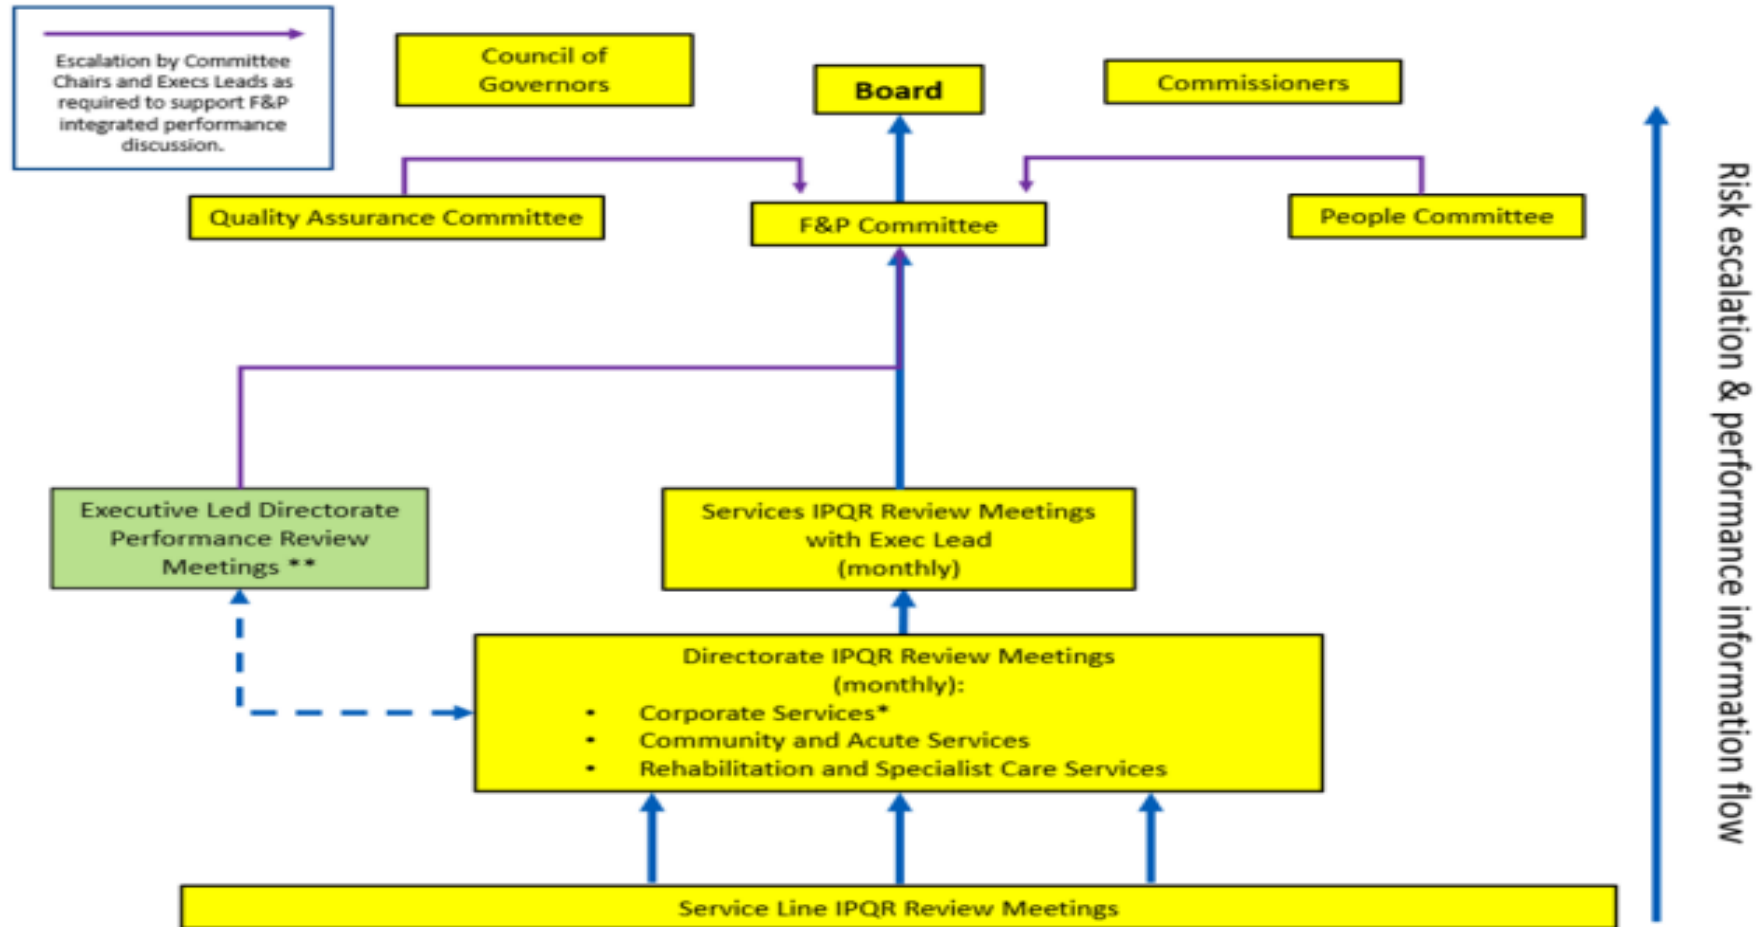 Escalation by Committee
Chairs and Execs Leads as
required to support F&P
integrated performance
discussion.
Council of
Governors
Board
Commissioners
Quality Assurance Committee
F&P Committee
People Committee
Executive Led Directorate
Performance Review
Meetings **
Services IPQR Review Meetings
with Exec Lead
(monthly)
Directorate IPQR Review Meetings
(monthly):
• Corporate Services*
• Community and Acute Services
• Rehabilitation and Specialist Care Services
Service Line IPQR Review Meetings
Risk escalation & performance information flow